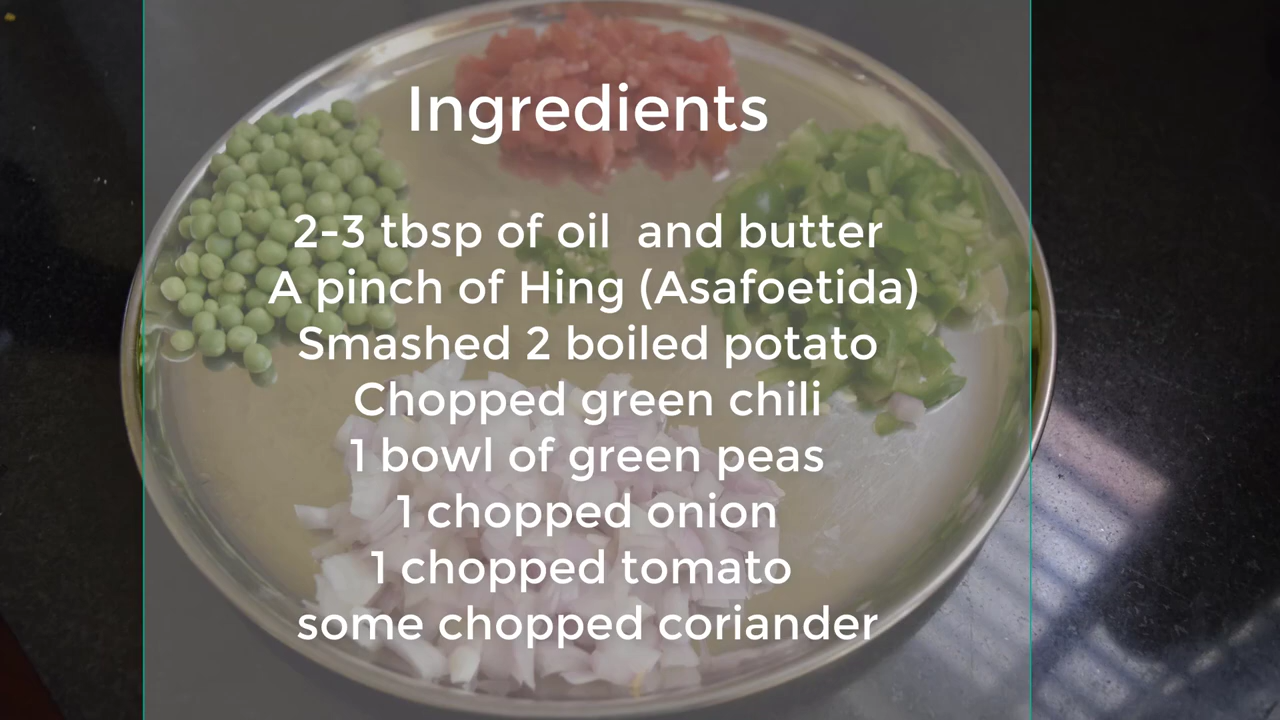 Ingredients
2-3 tbsp of oil and butter
A pinch of Hing (Asafoetida)
Smashed 2 boiled potato
Chopped green chili
1 bowl of green peas
1 chopped onion
1 chopped tomato
some chopped coriander